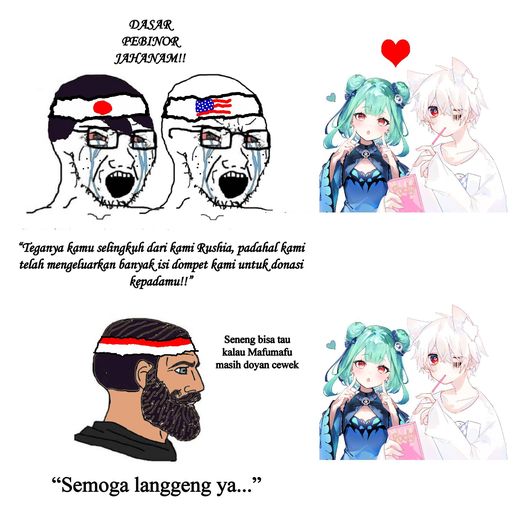 DASAR
PEBINOR
JAHANAM!!
“Teganya kamu selingkuh dari kami Rushia, padahal kami
telah mengeluarkan banyak isi dompet kami untuk donasi
kepadamu!!”
Seneng bisa tau
kalau Mafumafu
masih doyan cewek
“Semoga langgeng ya...”